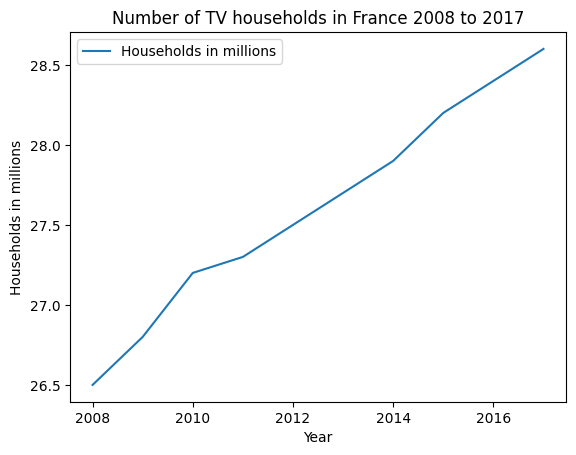 Number of TV households in France 2008 to 2017
Households in millions
Households in millions
28.5
28.0
27.5
27.0
26.5
2008
2010
2012
2014
2016
Year